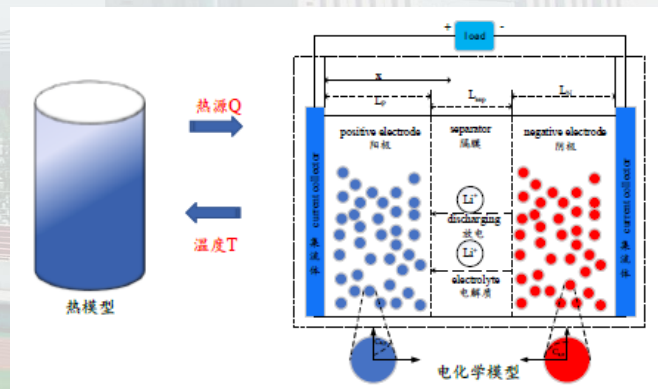 + load -
x
热源Q
Lp
Lsep
LN
positive electrode
阳极
separator
隔膜
negative electrode
阴极
current collector
集流体
current collector
集流体
Li+
discharging
放电
温度T
Li+
electrolyte
电解质
热模型
电化学模型